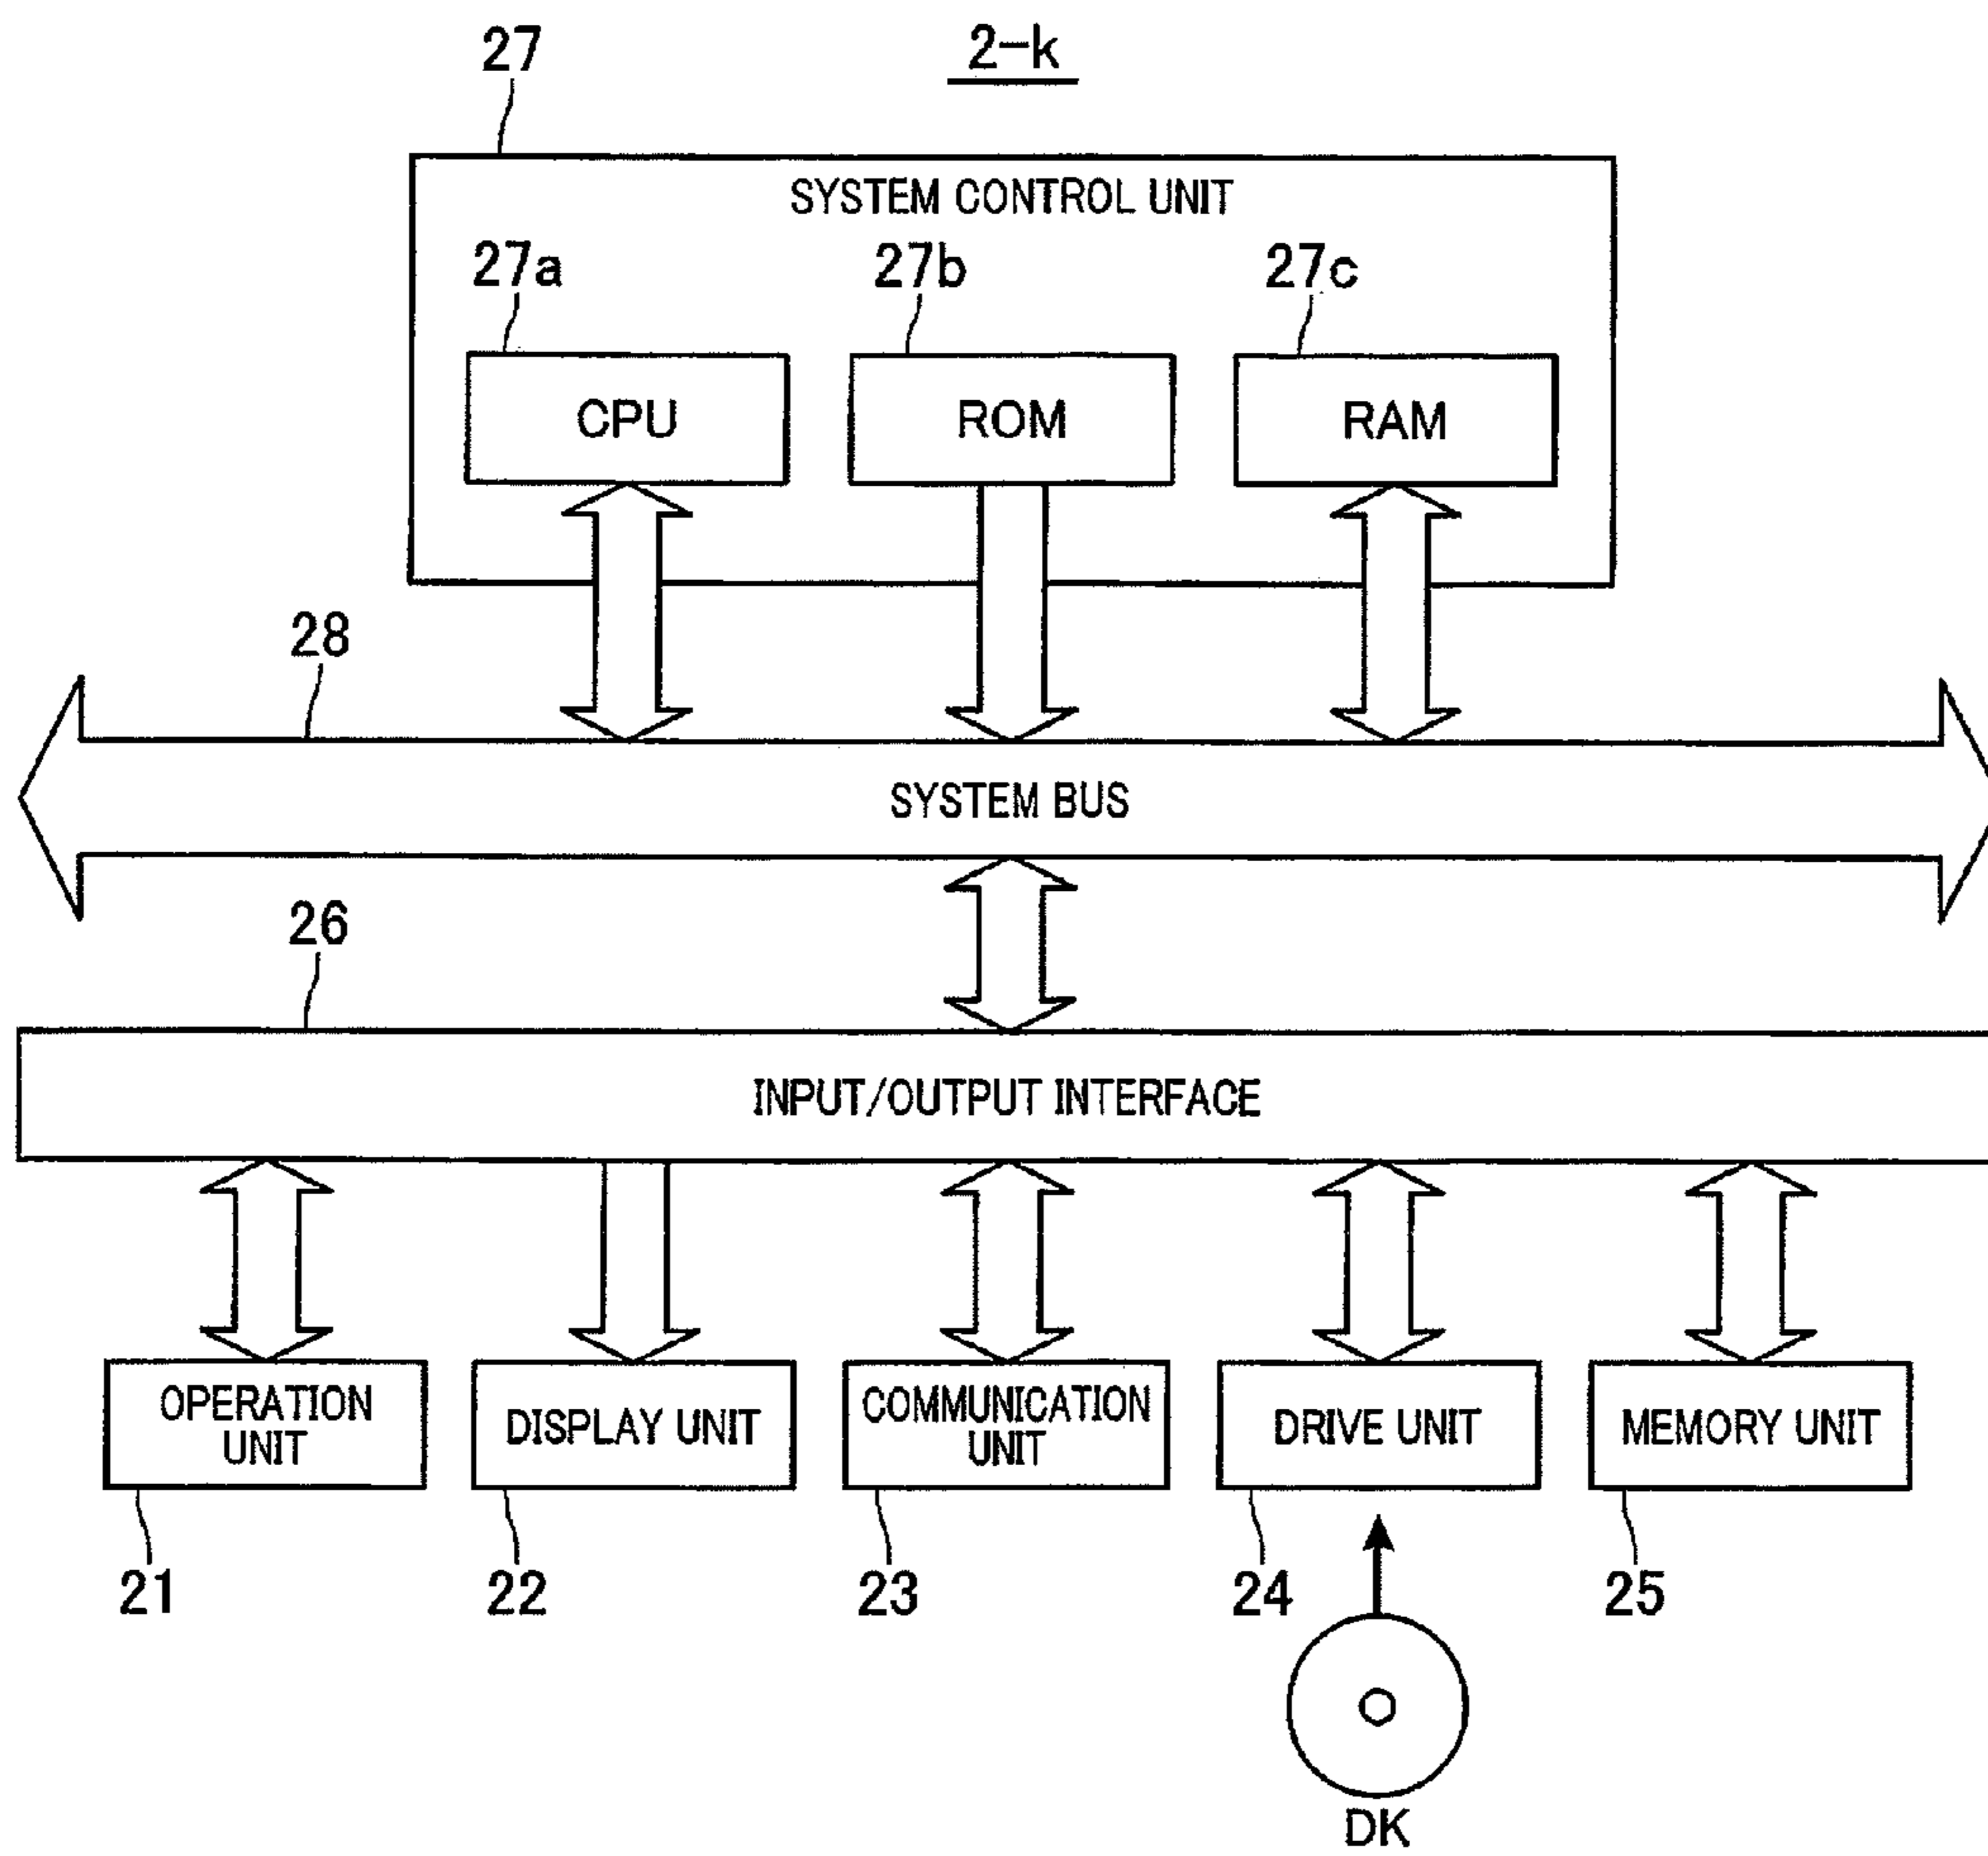 27
2-k
SYSTEM CONTROL UNIT
27a
27b
27c
CPU
ROM
RAM
28
SYSTEM BUS
26
INPUT/OUTPUT INTERFACE
OPERATION
UNIT
DISPLAY UNIT
COMMUNICATION
UNIT
DRIVE UNIT
MEMORY UNIT
21
22
23
24
25
DK